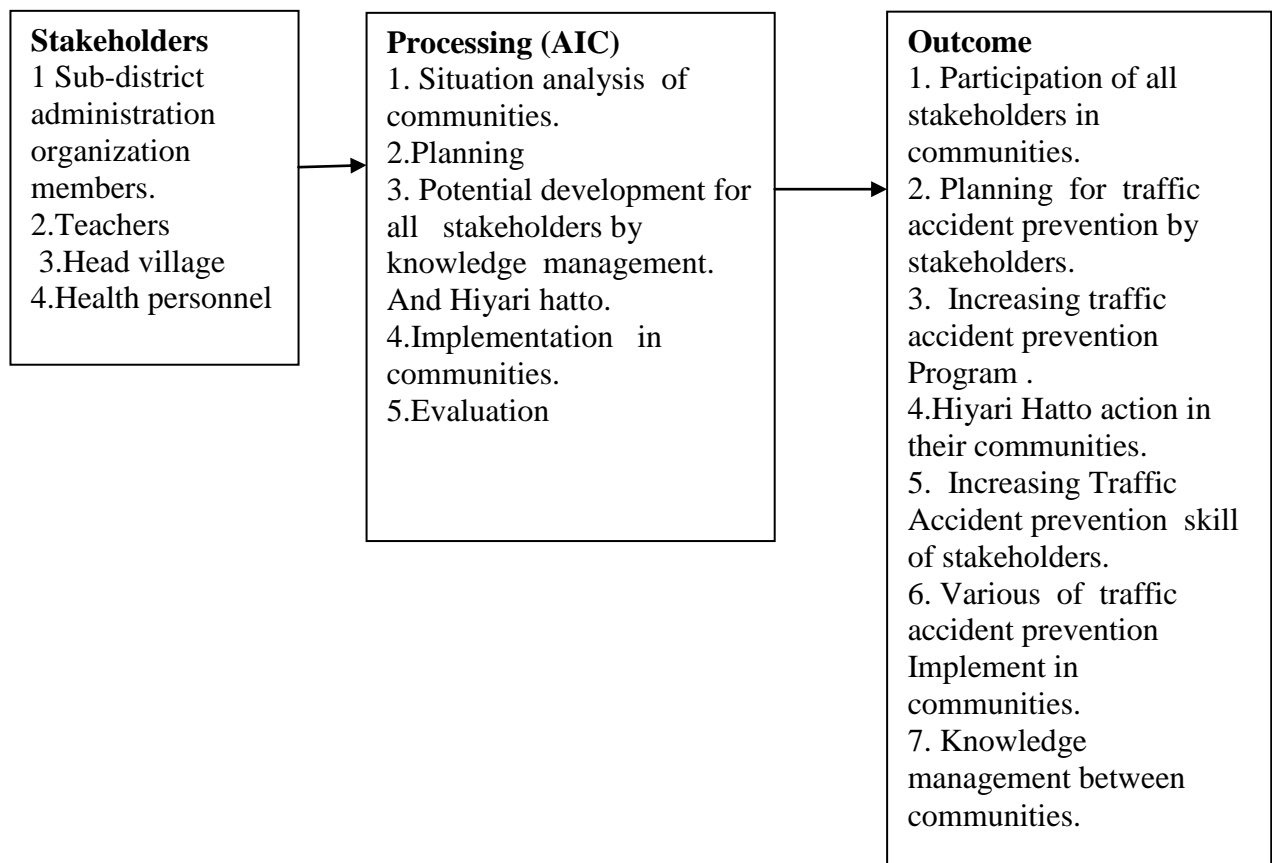 Stakeholders
1 Sub-district
administration
organization
members.
2.Teachers
3.Head village
4.Health personnel
Processing (AIC)
1. Situation analysis of
communities.
2.Planning
3. Potential development for
all stakeholders by
knowledge management.
And Hiyari hatto.
4.Implementation in
communities.
5.Evaluation
Outcome
1. Participation of all
stakeholders in
communities.
2. Planning for traffic
accident prevention by
stakeholders.
3. Increasing traffic
accident prevention
Program .
4.Hiyari Hatto action in
their communities.
5. Increasing Traffic
Accident prevention skill
of stakeholders.
6. Various of traffic
accident prevention
Implement in
communities.
7. Knowledge
management between
communities.